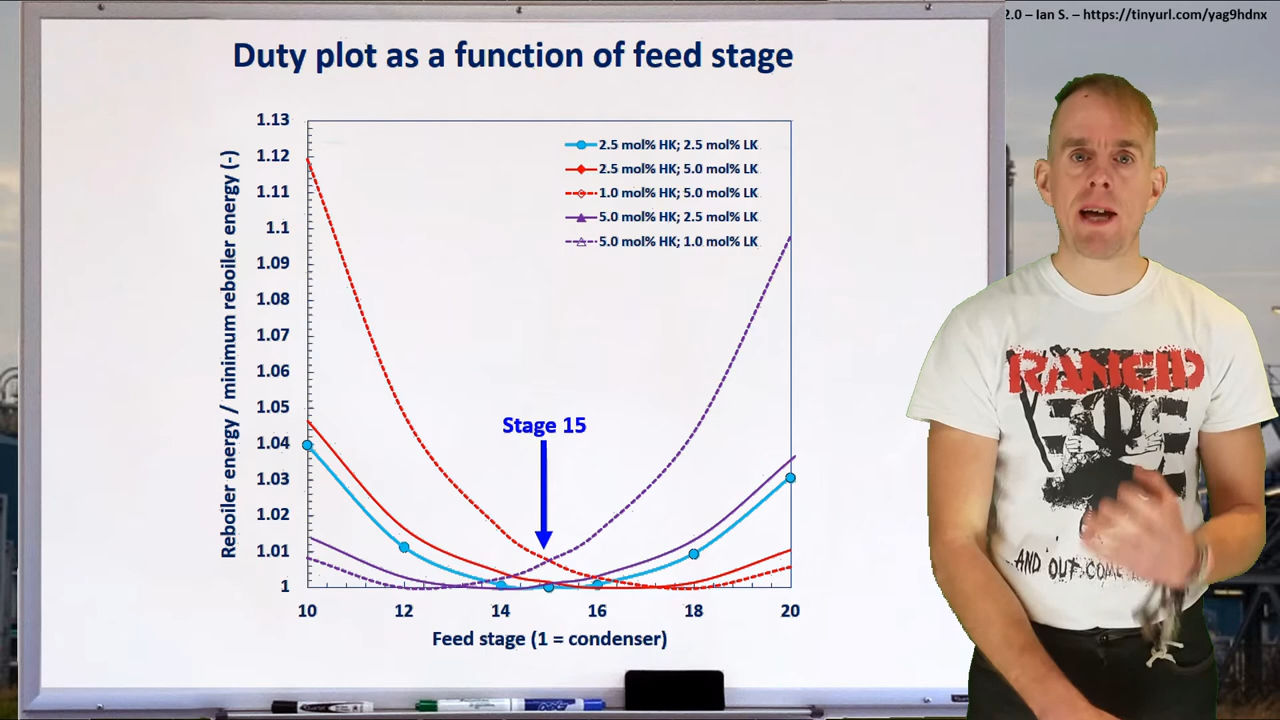 2.0 – Ian S. – https://tinyurl.com/yag9hdnx
Duty plot as a function of feed stage
Reboiler energy / minimum reboiler energy (-)
1.13
1.12
1.11
1.1
1.09
1.08
1.07
1.06
1.05
1.04
1.03
1.02
1.01
1
2.5 mol% HK; 2.5 mol% LK
2.5 mol% HK; 5.0 mol% LK
1.0 mol% HK; 5.0 mol% LK
5.0 mol% HK; 2.5 mol% LK
5.0 mol% HK; 1.0 mol% LK
Stage 15
10 12 14 16 18 20
Feed stage (1 = condenser)
RANCID
...AND OUT COME